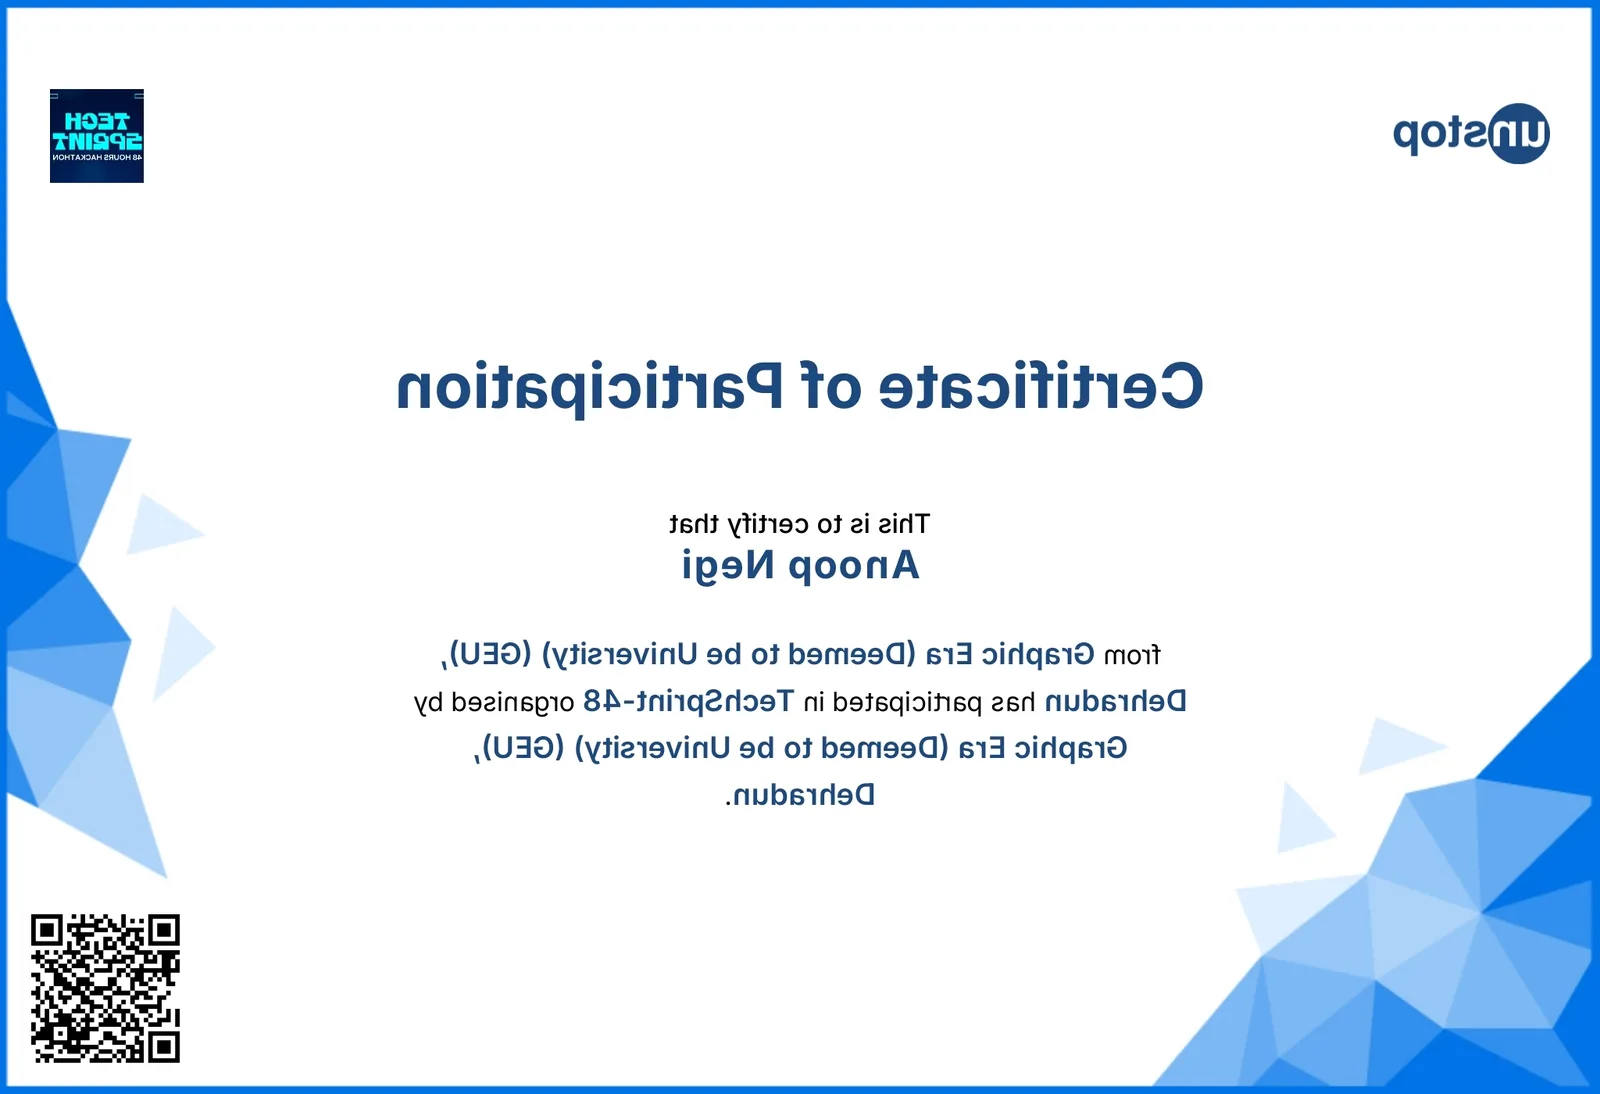 unstop
TECH
SPRINT
48 HOURS HACKATHON
Certificate of Participation
This is to certify that
Anoop Negi
from Graphic Era (Deemed to be University) (GEU),
Dehradun has participated in TechSprint-48 organised by
Graphic Era (Deemed to be University) (GEU),
Dehradun.